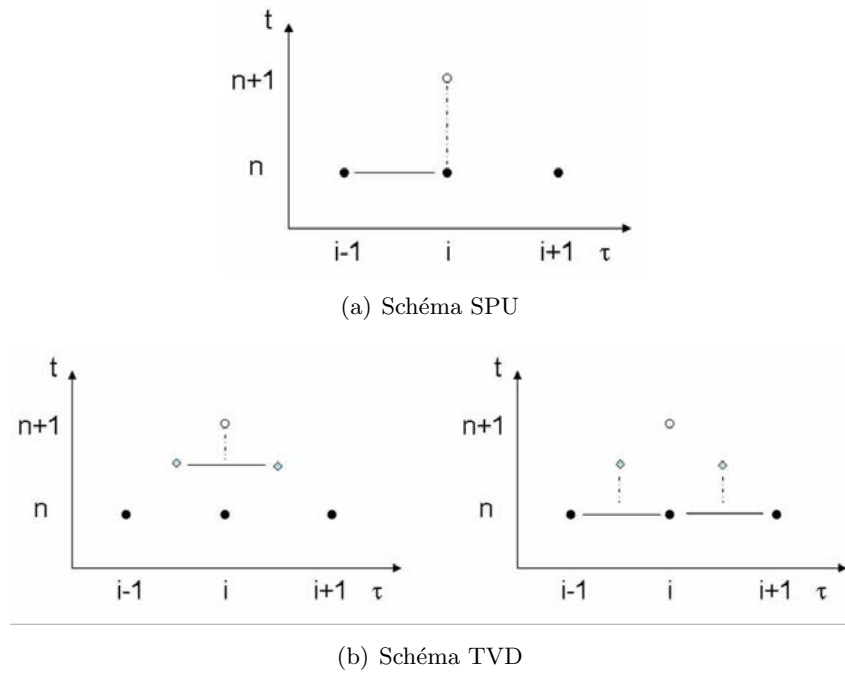 t
n+1
n
i-1 i i+1 τ
(a) Schéma SPU
t
n+1
n
i-1 i i+1 τ
t
n+1
n
i-1 i i+1 τ
(b) Schéma TVD